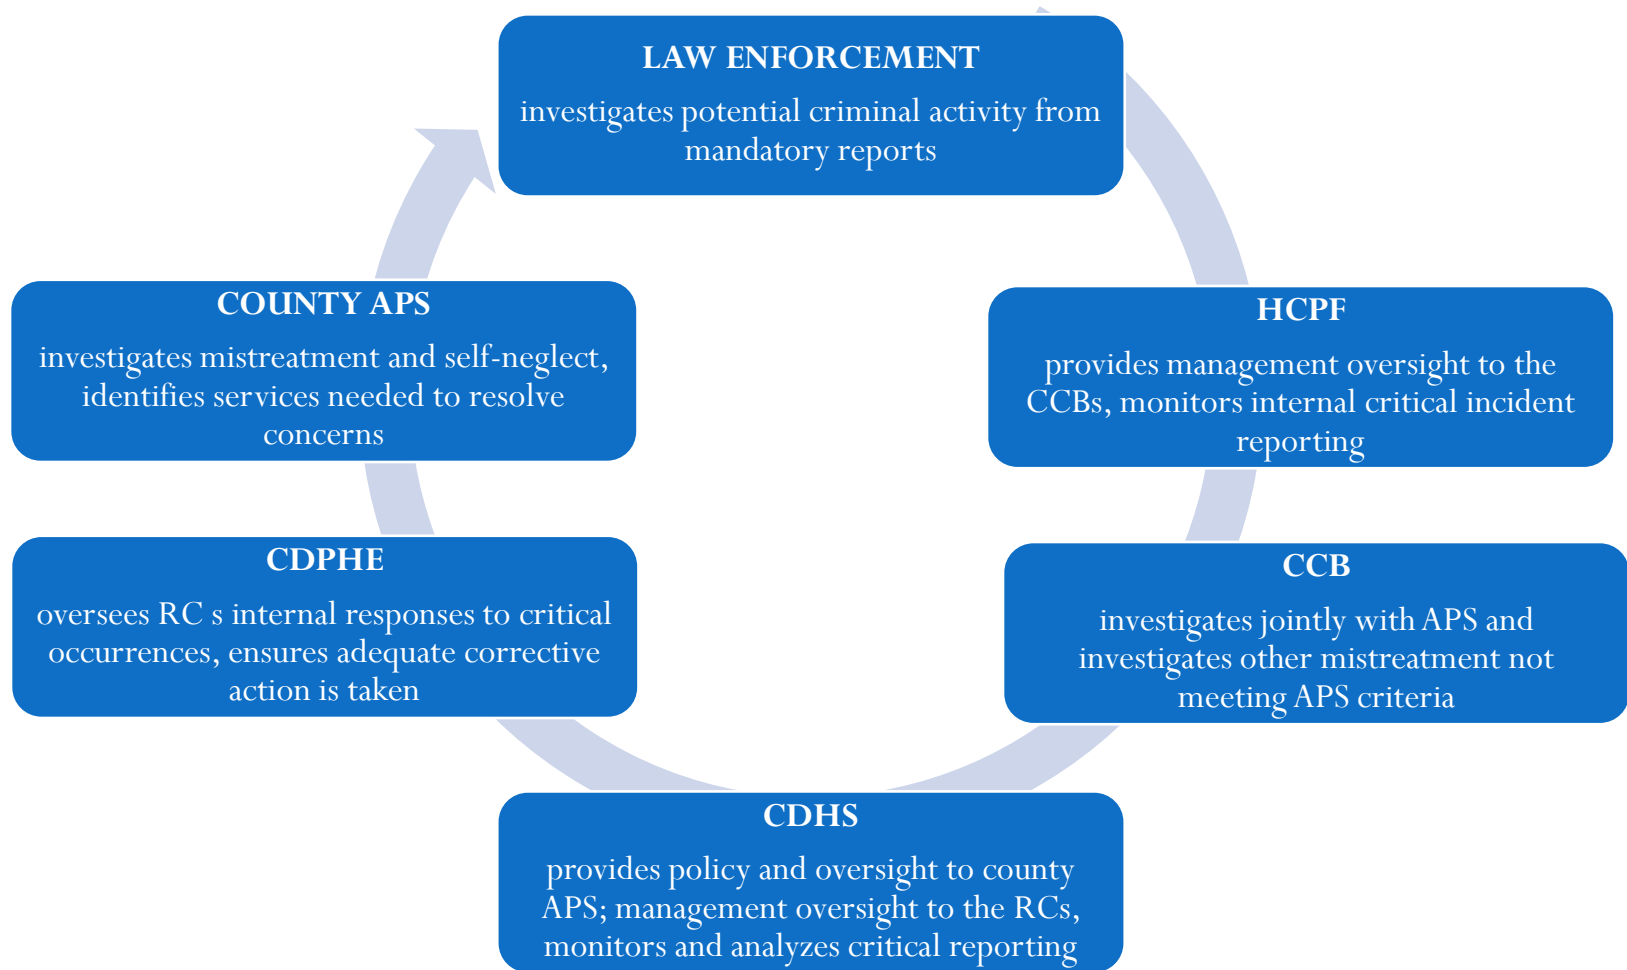 LAW ENFORCEMENT
investigates potential criminal activity from
mandatory reports
HCPF
provides management oversight to the
CCBs, monitors internal critical incident
reporting
CCB
investigates jointly with APS and
investigates other mistreatment not
meeting APS criteria
CDHS
provides policy and oversight to county
APS; management oversight to the RCs,
monitors and analyzes critical reporting
CDPHE
oversees RC s internal responses to critical
occurrences, ensures adequate corrective
action is taken
COUNTY APS
investigates mistreatment and self-neglect,
identifies services needed to resolve
concerns